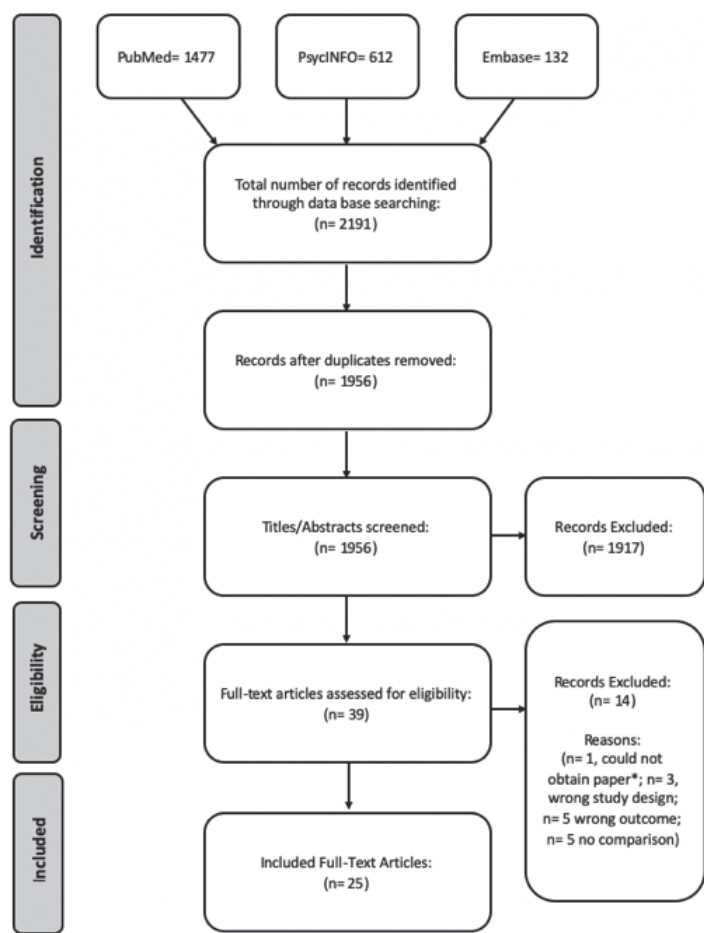 PubMed= 1477
PsycINFO= 612
Embase= 132
Identification
Total number of records identified
through data base searching:
(n= 2191)
Records after duplicates removed:
(n= 1956)
Screening
Titles/Abstracts screened:
(n= 1956)
Records Excluded:
(n= 1917)
Eligibility
Full-text articles assessed for eligibility:
(n= 39)
Records Excluded:
(n= 14)
Reasons:
(n= 1, could not
obtain paper*; n= 3,
wrong study design;
n= 5 wrong outcome;
n= 5 no comparison)
Included
Included Full-Text Articles:
(n= 25)